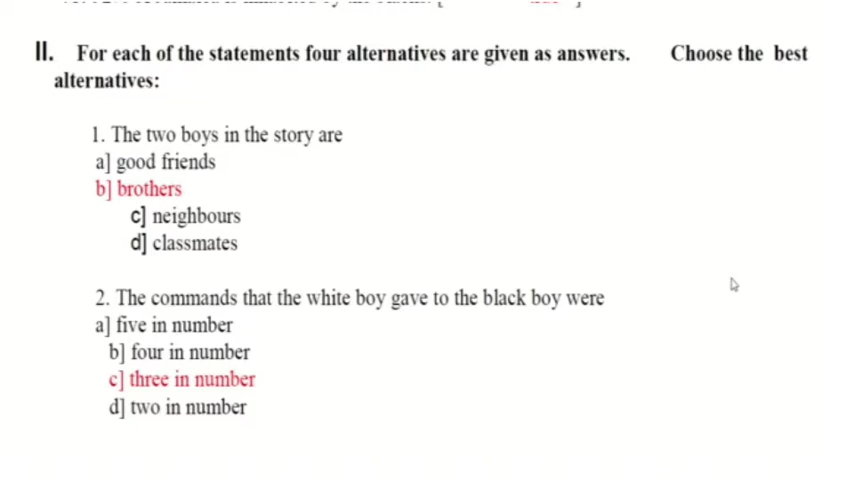 II. For each of the statements four alternatives are given as answers. Choose the best
alternatives:
1. The two boys in the story are
a] good friends
b] brothers
c] neighbours
d] classmates
2. The commands that the white boy gave to the black boy were
a] five in number
b] four in number
c] three in number
d] two in number